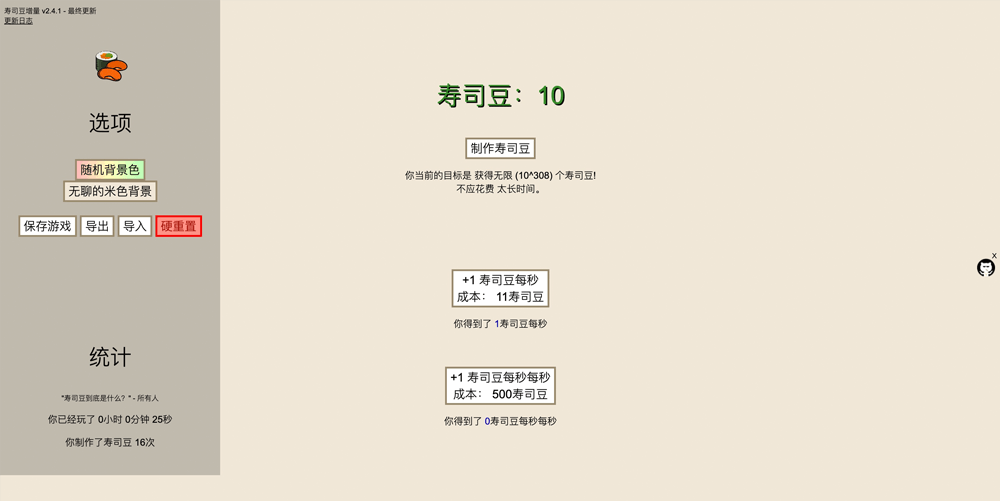 寿司豆增量 v2.4.1 - 最终更新
更新日志
选项
随机背景色
无聊的米色背景
保存游戏 导出 导入 硬重置
统计
"寿司豆到底是什么？" - 所有人
你已经玩了 0小时 0分钟 25秒
你制作了寿司豆 16次
寿司豆：10
制作寿司豆
你当前的目标是 获得无限 (10^308) 个寿司豆!
不应花费 太长时间。
+1 寿司豆每秒
成本： 11寿司豆
你得到了 1寿司豆每秒
+1 寿司豆每秒每秒
成本： 500寿司豆
你得到了 0寿司豆每秒每秒
X